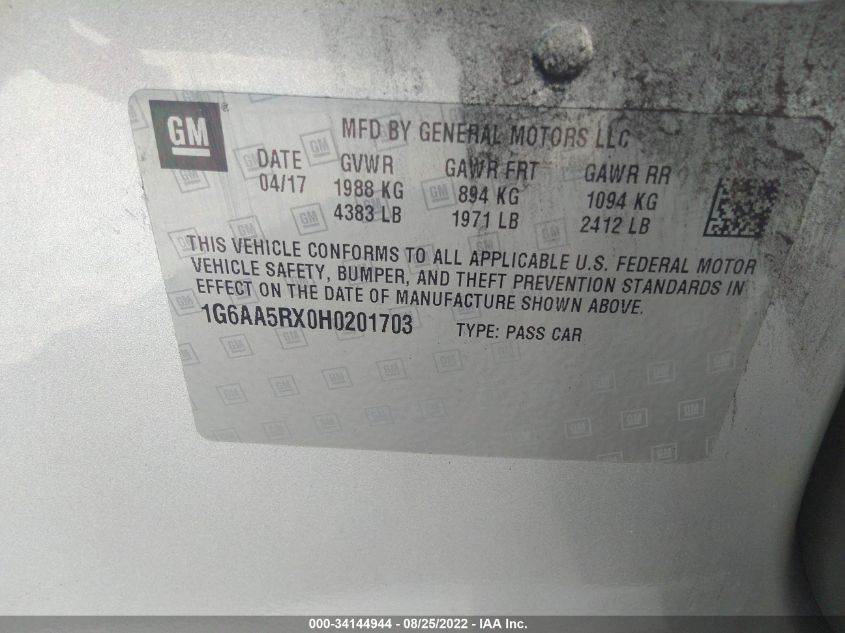 GM ®
MFD BY GENERAL MOTORS LLC
DATE GVWR GAWR FRT GAWR RR
04/17 1988 KG 894 KG 1094 KG
4383 LB 1971 LB 2412 LB
THIS VEHICLE CONFORMS TO ALL APPLICABLE U.S. FEDERAL MOTOR
VEHICLE SAFETY, BUMPER, AND THEFT PREVENTION STANDARDS IN
EFFECT ON THE DATE OF MANUFACTURE SHOWN ABOVE.
1G6AA5RX0H0201703 TYPE: PASS CAR
000-34144944 - 08/25/2022 - IAA Inc.